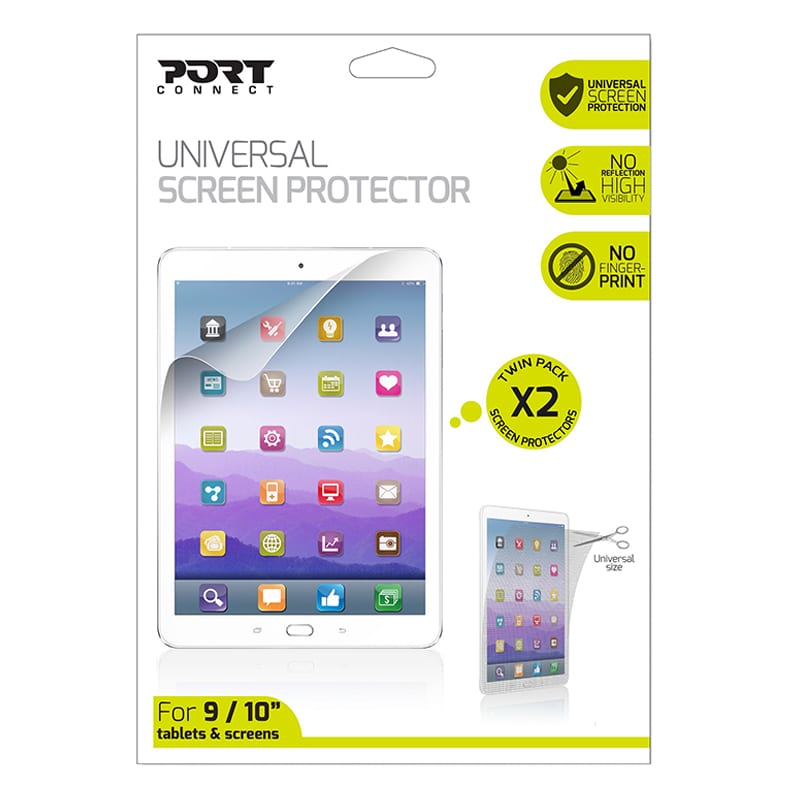 PORT
CONNECT
UNIVERSAL
SCREEN PROTECTOR
UNIVERSAL
SCREEN
PROTECTION
NO
REFLECTION
HIGH
VISIBILITY
NO
FINGER-
PRINT
TWIN PACK
X2
SCREEN PROTECTORS
Universal
size
For 9 / 10"
tablets & screens